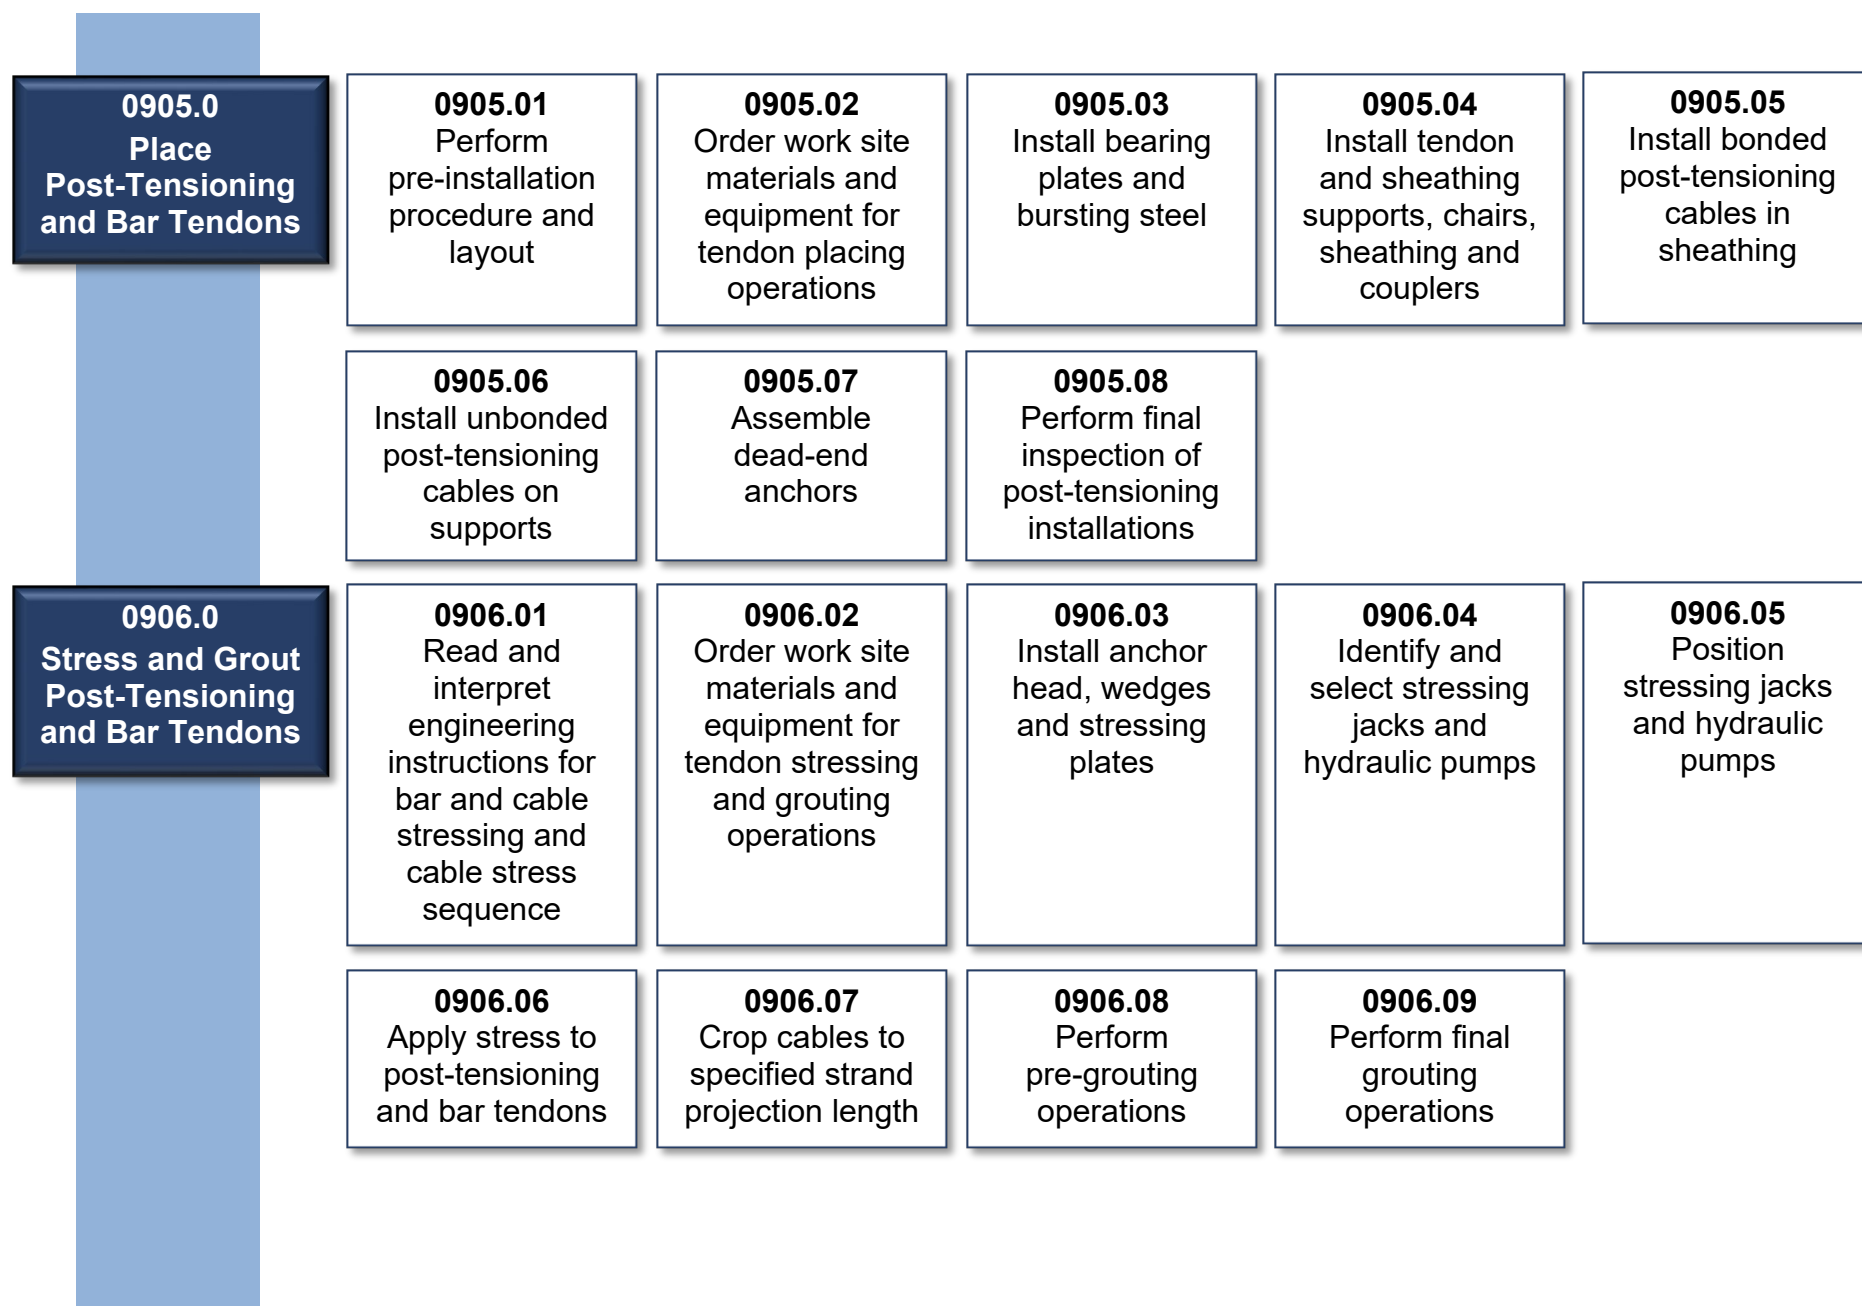 0905.0
Place
Post-Tensioning
and Bar Tendons
0905.01
Perform
pre-installation
procedure and
layout
0905.02
Order work site
materials and
equipment for
tendon placing
operations
0905.03
Install bearing
plates and
bursting steel
0905.04
Install tendon
and sheathing
supports, chairs,
sheathing and
couplers
0905.05
Install bonded
post-tensioning
cables in
sheathing
0905.06
Install unbonded
post-tensioning
cables on
supports
0905.07
Assemble
dead-end
anchors
0905.08
Perform final
inspection of
post-tensioning
installations
0906.0
Stress and Grout
Post-Tensioning
and Bar Tendons
0906.01
Read and
interpret
engineering
instructions for
bar and cable
stressing and
cable stress
sequence
0906.02
Order work site
materials and
equipment for
tendon stressing
and grouting
operations
0906.03
Install anchor
head, wedges
and stressing
plates
0906.04
Identify and
select stressing
jacks and
hydraulic pumps
0906.05
Position
stressing jacks
and hydraulic
pumps
0906.06
Apply stress to
post-tensioning
and bar tendons
0906.07
Crop cables to
specified strand
projection length
0906.08
Perform
pre-grouting
operations
0906.09
Perform final
grouting
operations